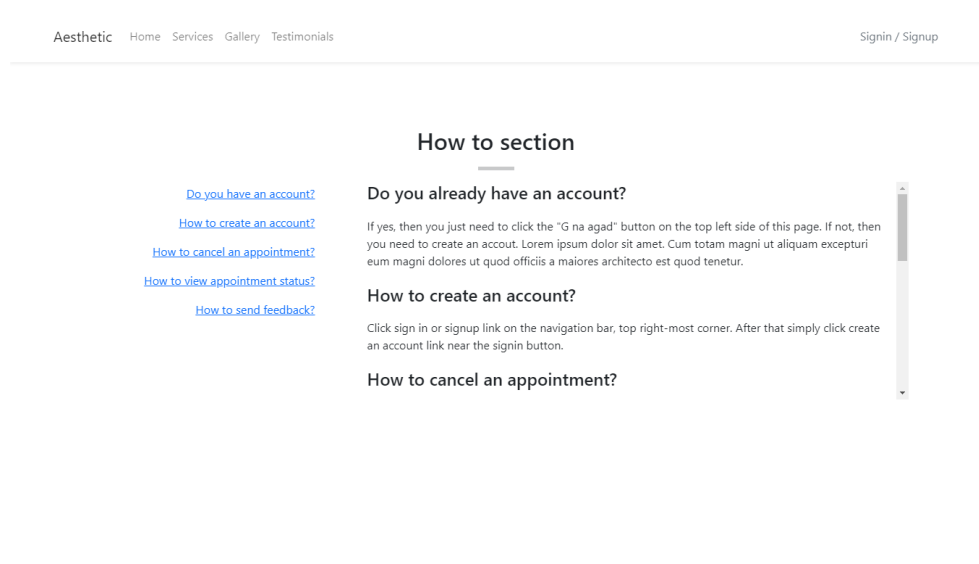 Aesthetic Home Services Gallery Testimonials Signin / Signup
How to section
Do you have an account?
How to create an account?
How to cancel an appointment?
How to view appointment status?
How to send feedback?
Do you already have an account?
If yes, then you just need to click the "G na agad" button on the top left side of this page. If not, then
you need to create an accout. Lorem ipsum dolor sit amet. Cum totam magni ut aliquam excepturi
eum magni dolores ut quod officiis a maiores architecto est quod tenetur.
How to create an account?
Click sign in or signup link on the navigation bar, top right-most corner. After that simply click create
an account link near the signin button.
How to cancel an appointment?